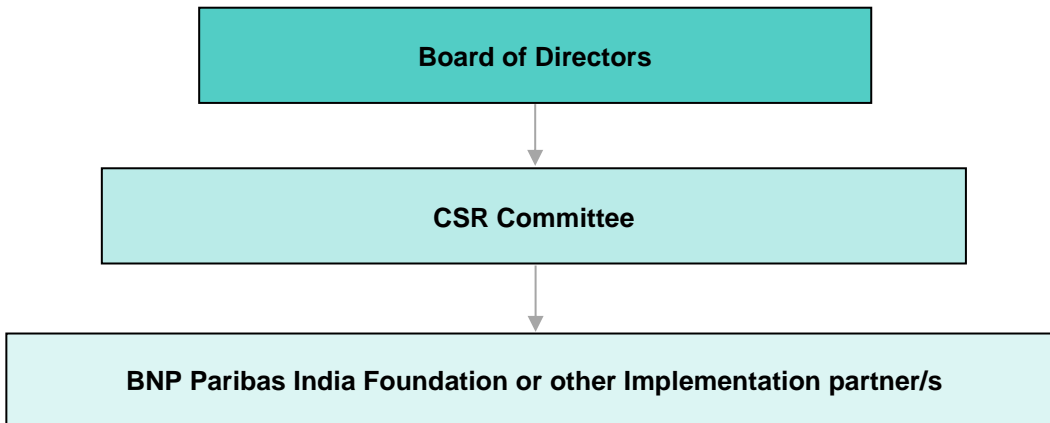 Board of Directors
CSR Committee
BNP Paribas India Foundation or other Implementation partner/s